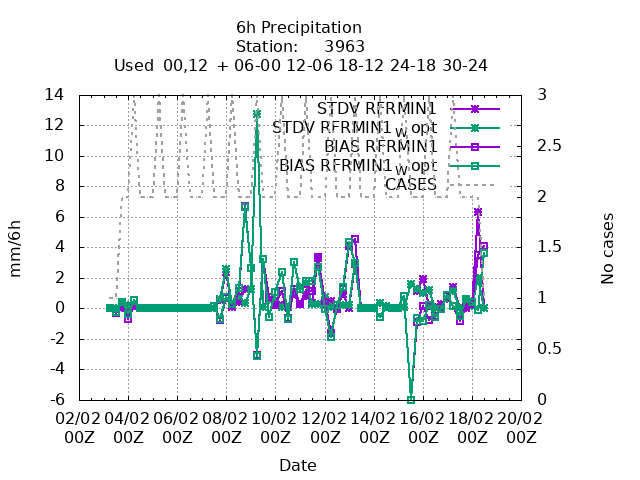 6h Precipitation
Station: 3963
Used 00,12 + 06-00 12-06 18-12 24-18 30-24
14 3
STDV RFRMIN1
12 STDV RFRMIN1_w opt 2.5
BIAS RFRMIN1
10 BIAS RFRMIN1_w opt
8 CASES 2
6
4 1.5
2
0 1
-2
-4 0.5
-6 0
mm/6h
No cases
02/02 04/02 06/02 08/02 10/02 12/02 14/02 16/02 18/02 20/02
00Z 00Z 00Z 00Z 00Z 00Z 00Z 00Z 00Z 00Z
Date